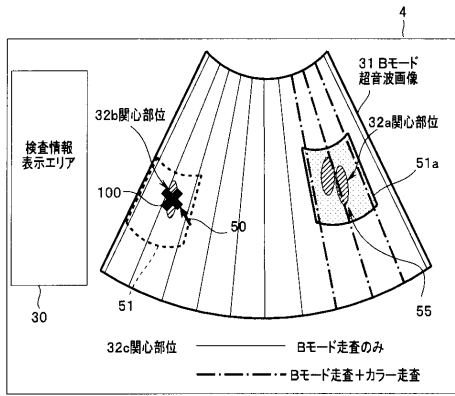 4
31 Bモード
超音波画像
32b関心部位
32a関心部位
検査情報
表示エリア
100
51a
50
30
51
55
32c関心部位
Bモード走査のみ
Bモード走査+カラー走査